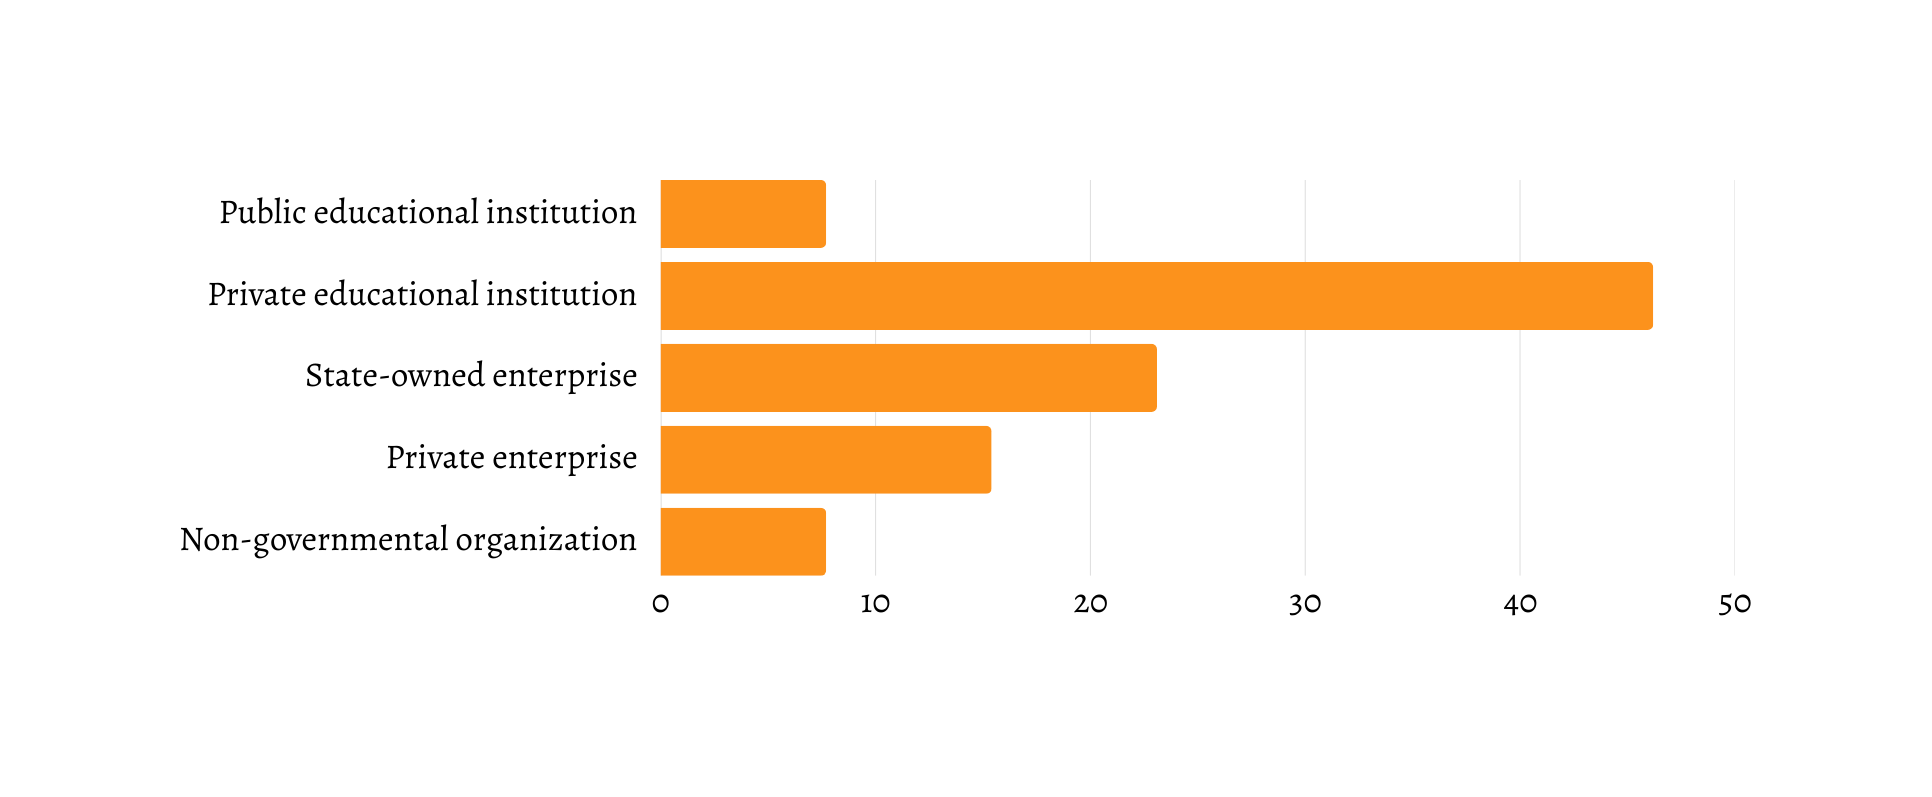 Public educational institution
Private educational institution
State-owned enterprise
Private enterprise
Non-governmental organization
0 10 20 30 40 50